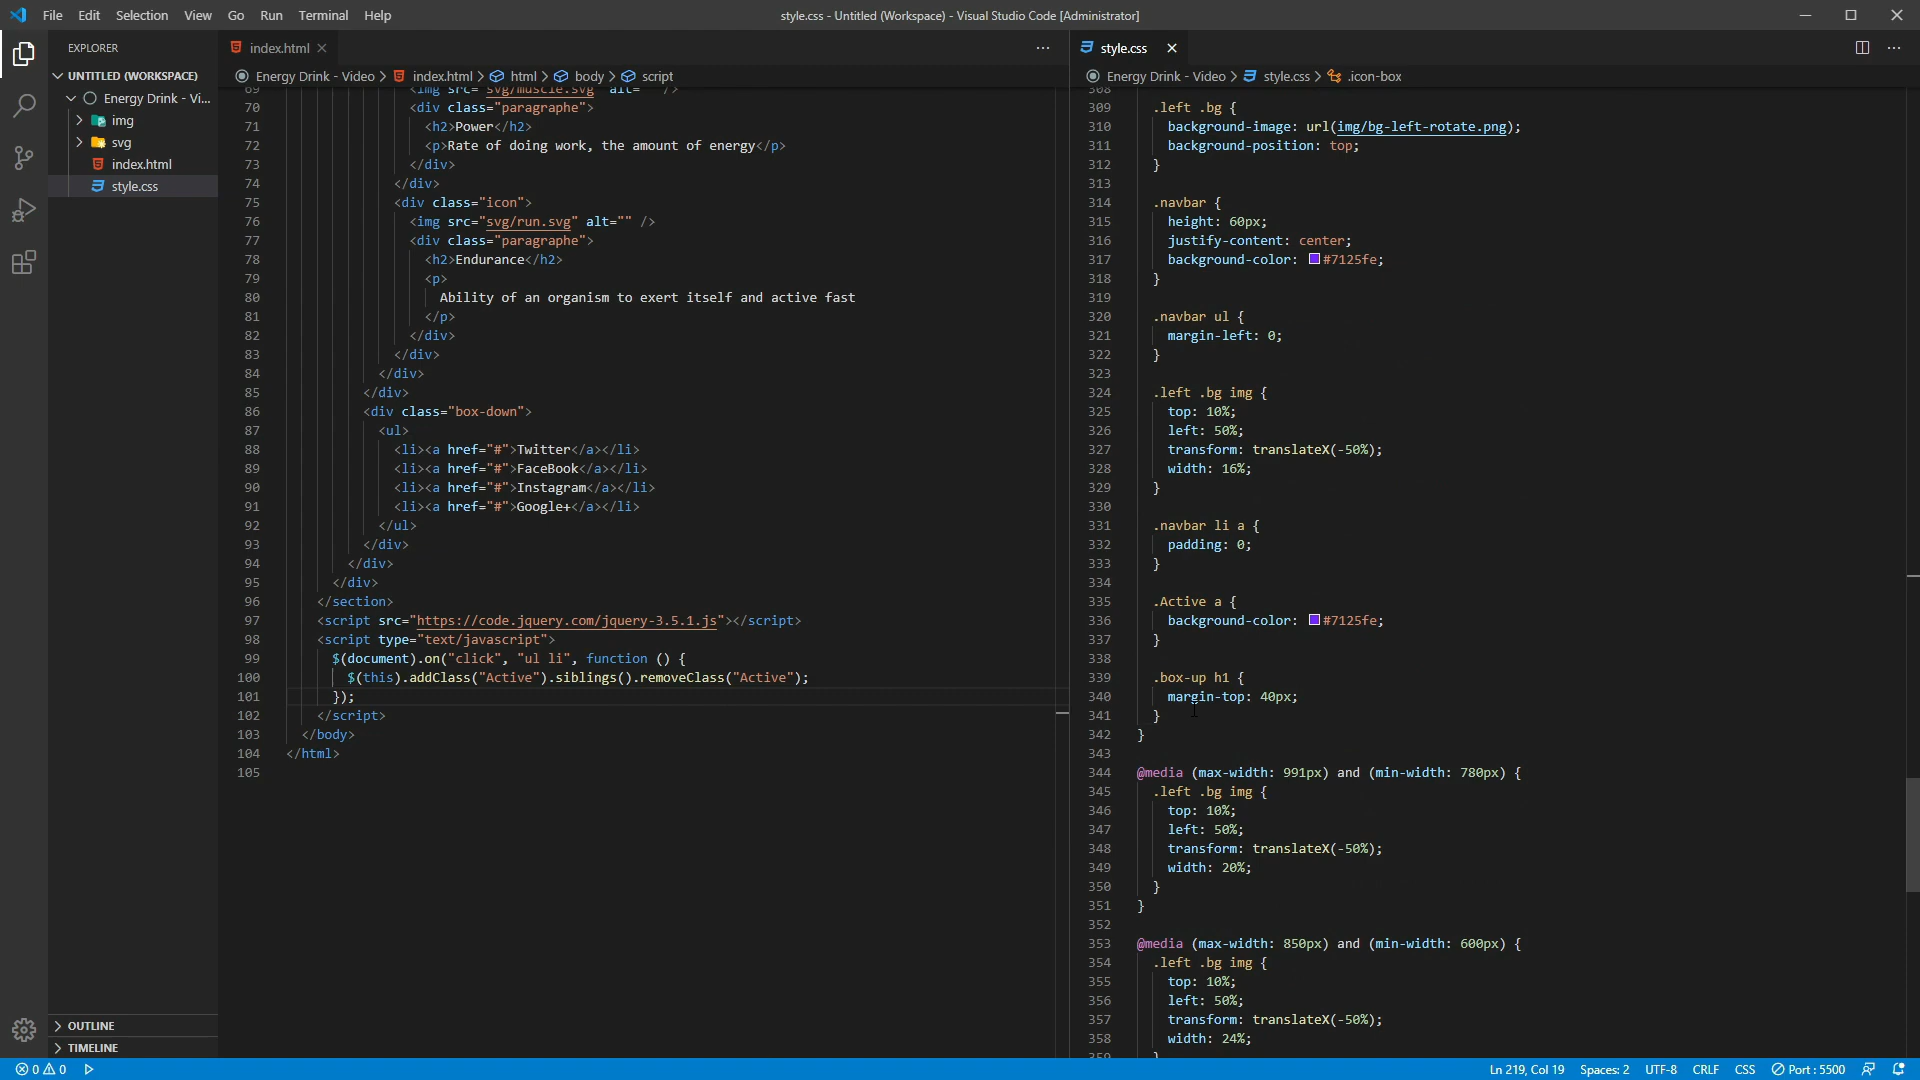 File Edit Selection View Go Run Terminal Help
style.css - Untitled (Workspace) - Visual Studio Code [Administrator]
EXPLORER
UNTITLED (WORKSPACE)
Energy Drink - Vi...
img
svg
index.html
style.css
OUTLINE
TIMELINE
index.html
Energy Drink - Video > index.html > html > body > script
69 <img src="svg/muscle.svg" alt="" />
70 <div class="paragraphe">
71 <h2>Power</h2>
72 <p>Rate of doing work, the amount of energy</p>
73 </div>
74 </div>
75 <div class="icon">
76 <img src="svg/run.svg" alt="" />
77 <div class="paragraphe">
78 <h2>Endurance</h2>
79 <p>
80 Ability of an organism to exert itself and active fast
81 </p>
82 </div>
83 </div>
84 </div>
85 </div>
86 <div class="box-down">
87 <ul>
88 <li><a href="#">Twitter</a></li>
89 <li><a href="#">FaceBook</a></li>
90 <li><a href="#">Instagram</a></li>
91 <li><a href="#">Google+</a></li>
92 </ul>
93 </div>
94 </div>
95 </div>
96 </section>
97 <script src="https://code.jquery.com/jquery-3.5.1.js"></script>
98 <script type="text/javascript">
99 $(document).on("click", "ul li", function () {
100 $(this).addClass("Active").siblings().removeClass("Active");
101 });
102 </script>
103 </body>
104 </html>
105
style.css
Energy Drink - Video > style.css > .icon-box
308
309 .left .bg {
310 background-image: url(img/bg-left-rotate.png);
311 background-position: top;
312 }
313
314 .navbar {
315 height: 60px;
316 justify-content: center;
317 background-color: #7125fe;
318 }
319
320 .navbar ul {
321 margin-left: 0;
322 }
323
324 .left .bg img {
325 top: 10%;
326 left: 50%;
327 transform: translateX(-50%);
328 width: 16%;
329 }
330
331 .navbar li a {
332 padding: 0;
333 }
334
335 .Active a {
336 background-color: #7125fe;
337 }
338
339 .box-up h1 {
340 margin-top: 40px;
341 }
342 }
343
344 @media (max-width: 991px) and (min-width: 780px) {
345 .left .bg img {
346 top: 10%;
347 left: 50%;
348 transform: translateX(-50%);
349 width: 20%;
350 }
351 }
352
353 @media (max-width: 850px) and (min-width: 600px) {
354 .left .bg img {
355 top: 10%;
356 left: 50%;
357 transform: translateX(-50%);
358 width: 24%;
359 }
0 0 Ln 219, Col 19 Spaces: 2 UTF-8 CRLF CSS Port : 5500